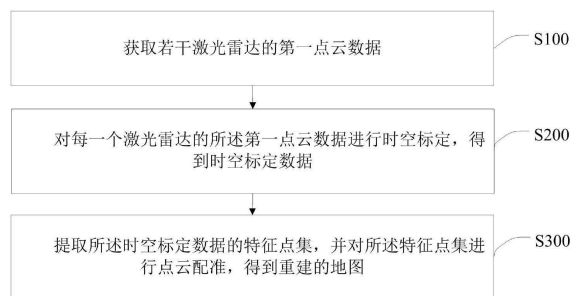 获取若干激光雷达的第一点云数据
S100
对每一个激光雷达的所述第一点云数据进行时空标定，得
到时空标定数据
S200
提取所述时空标定数据的特征点集，并对所述特征点集进
行点云配准，得到重建的地图
S300